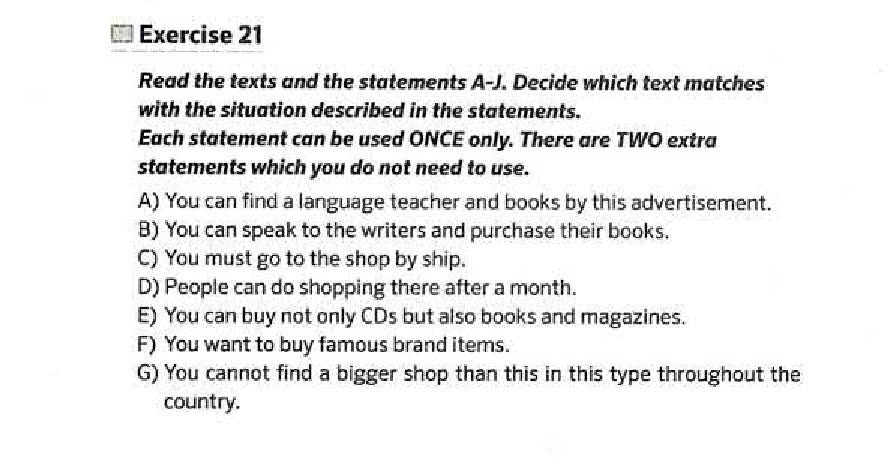 Exercise 21
Read the texts and the statements A-J. Decide which text matches
with the situation described in the statements.
Each statement can be used ONCE only. There are TWO extra
statements which you do not need to use.
A) You can find a language teacher and books by this advertisement.
B) You can speak to the writers and purchase their books.
C) You must go to the shop by ship.
D) People can do shopping there after a month.
E) You can buy not only CDs but also books and magazines.
F) You want to buy famous brand items.
G) You cannot find a bigger shop than this in this type throughout the
country.